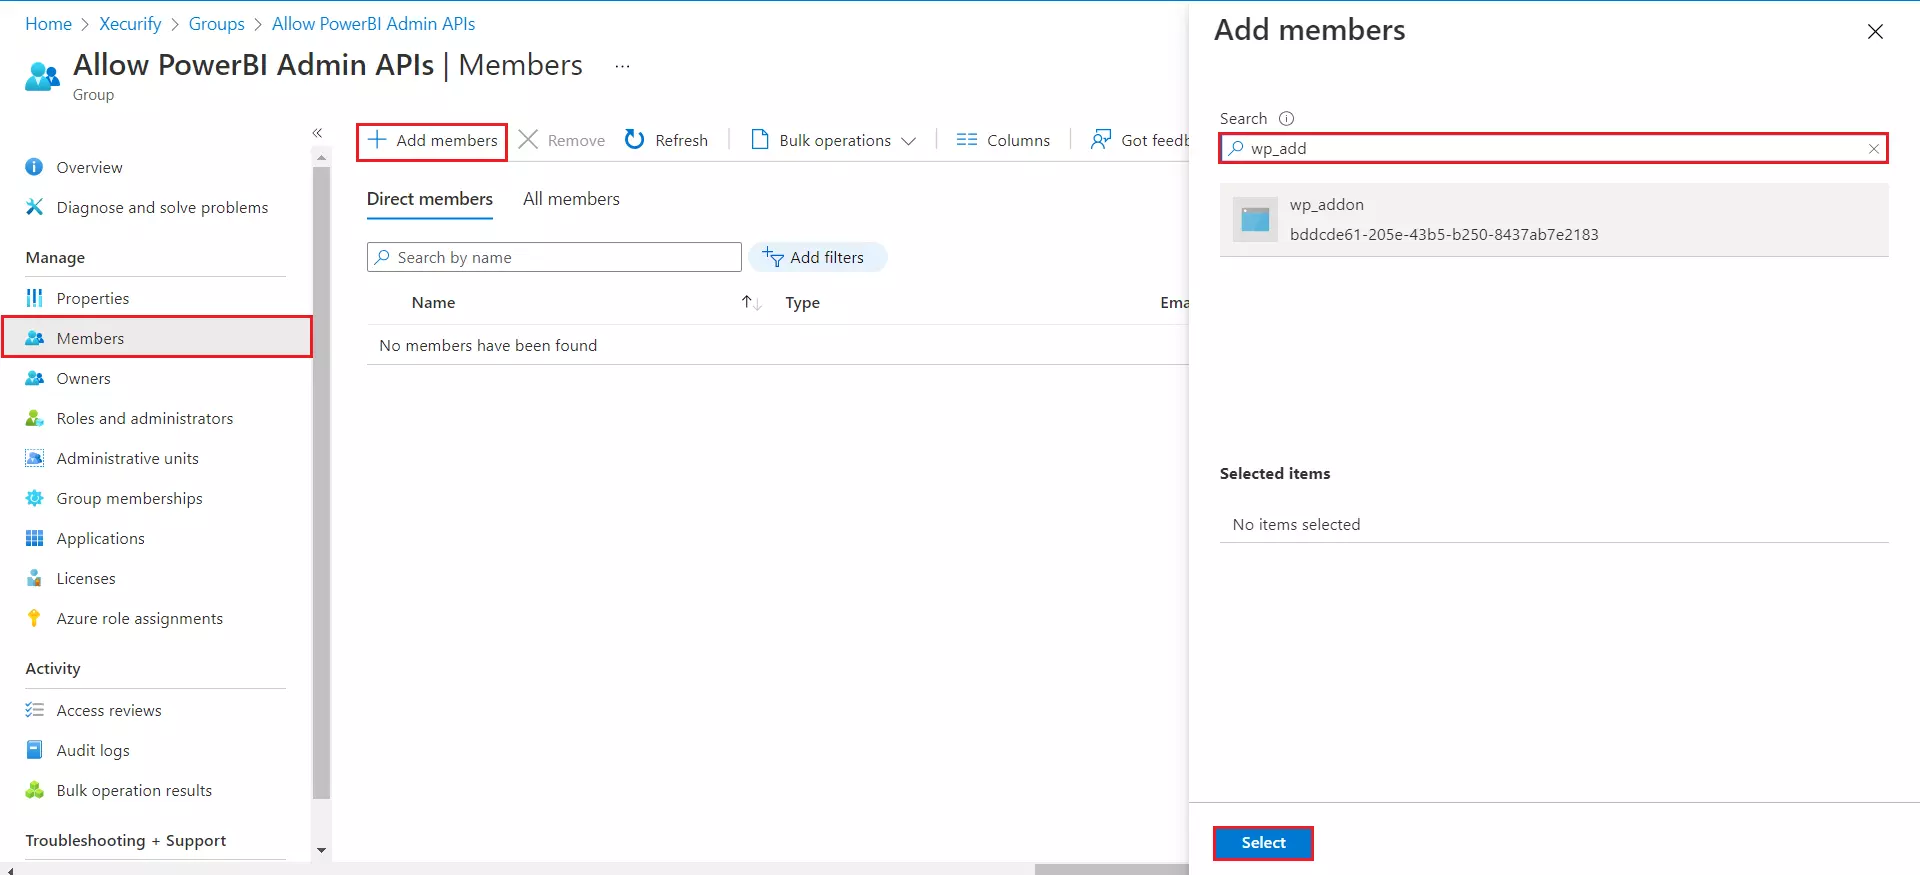 Home > Xecurify > Groups > Allow PowerBI Admin APIs
Allow PowerBI Admin APIs | Members ...
Group
Overview
Diagnose and solve problems
Manage
Properties
Members
Owners
Roles and administrators
Administrative units
Group memberships
Applications
Licenses
Azure role assignments
Activity
Access reviews
Audit logs
Bulk operation results
Troubleshooting + Support
Add members Remove Refresh Bulk operations Columns Got feedb
Direct members All members
Search by name Add filters
Name Type Ema
No members have been found
Add members
Search
wp_add
wp_addon
bddcde61-205e-43b5-b250-8437ab7e2183
Selected items
No items selected
Select